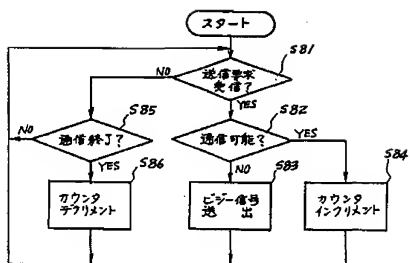 スタート
S81
送信要求
受信?
NO
YES
S85
通信終了?
NO
YES
S82
通信可能?
YES
NO
S86
カウンタ
デクリメント
S83
ビジー信号
送出
S84
カウンタ
インクリメント